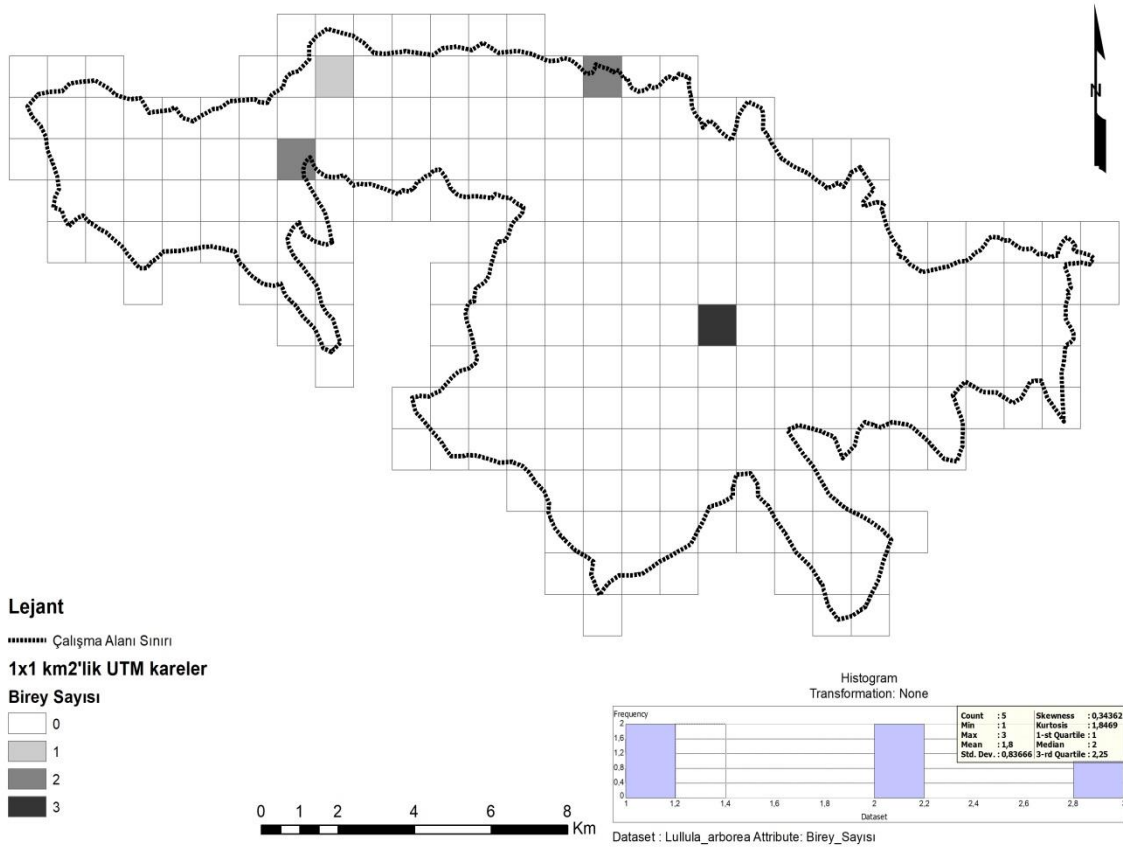 N
Lejant
Çalışma Alanı Sınırı
1x1 km2'lik UTM kareler
Birey Sayısı
0
1
2
3
0 1 2 4 6 8
Km
Histogram
Transformation: None
Frequency
2
1,6
1,2
0,8
0,4
0
1 1,2 1,4 1,6 1,8 2 2,2 2,4 2,6 2,8 3
Dataset
Count : 5 Skewness : 0,34362
Min : 1 Kurtosis : 1,8469
Max : 3 1-st Quartile : 1
Mean : 1,8 Median : 2
Std. Dev. : 0,83666 3-rd Quartile : 2,25
Dataset : Lullula_arborea Attribute: Birey_Sayısı